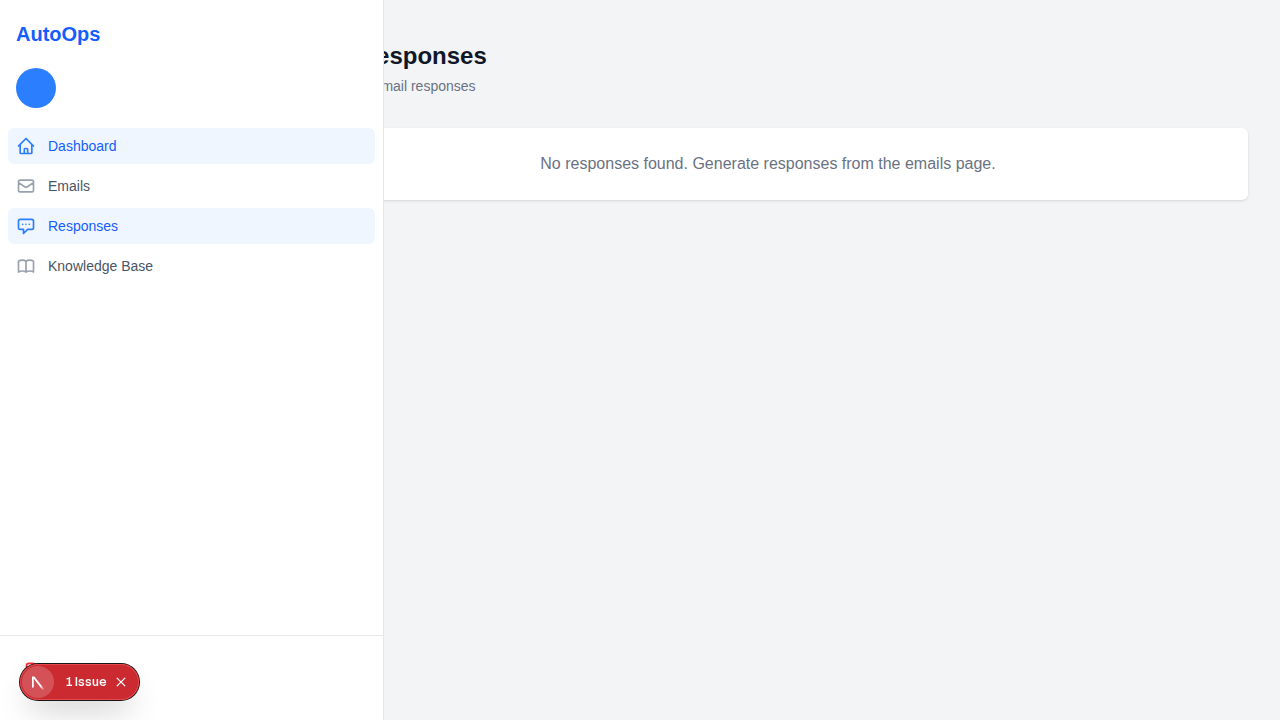 AutoOps
Dashboard
Emails
Responses
Knowledge Base
esponses
mail responses
No responses found. Generate responses from the emails page.
1 Issue